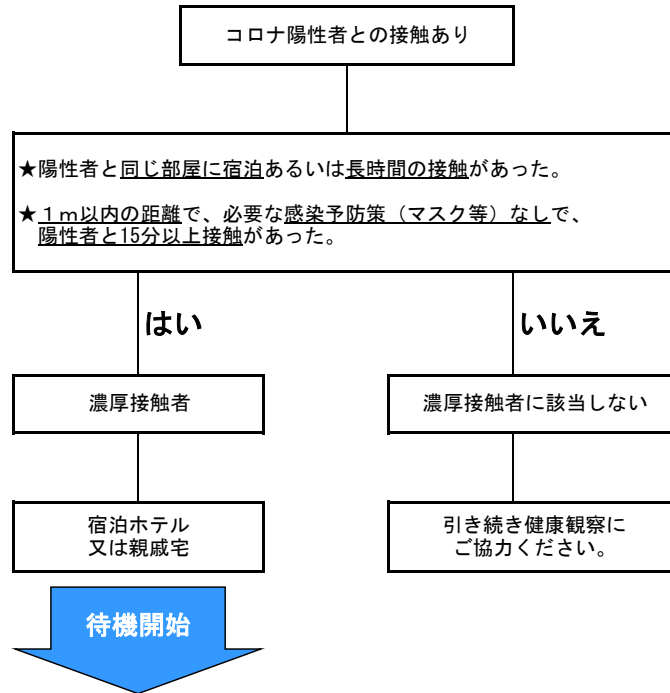 コロナ陽性者との接触あり
★陽性者と同じ部屋に宿泊あるいは長時間の接触があった。
★１ｍ以内の距離で、必要な感染予防策（マスク等）なしで、
陽性者と15分以上接触があった。
はい
いいえ
濃厚接触者
濃厚接触者に該当しない
宿泊ホテル
又は親戚宅
引き続き健康観察に
ご協力ください。
待機開始